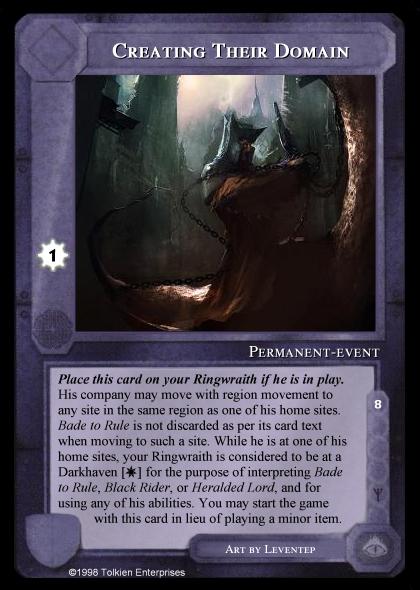 Creating Their Domain
1
Permanent-event
Place this card on your Ringwraith if he is in play.
His company may move with region movement to
any site in the same region as one of his home sites.
Bade to Rule is not discarded as per its card text
when moving to such a site. While he is at one of his
home sites, your Ringwraith is considered to be at a
Darkhaven [✷] for the purpose of interpreting Bade
to Rule, Black Rider, or Heralded Lord, and for
using any of his abilities. You may start the game
with this card in lieu of playing a minor item.
8
Art by Leventep
©1998 Tolkien Enterprises